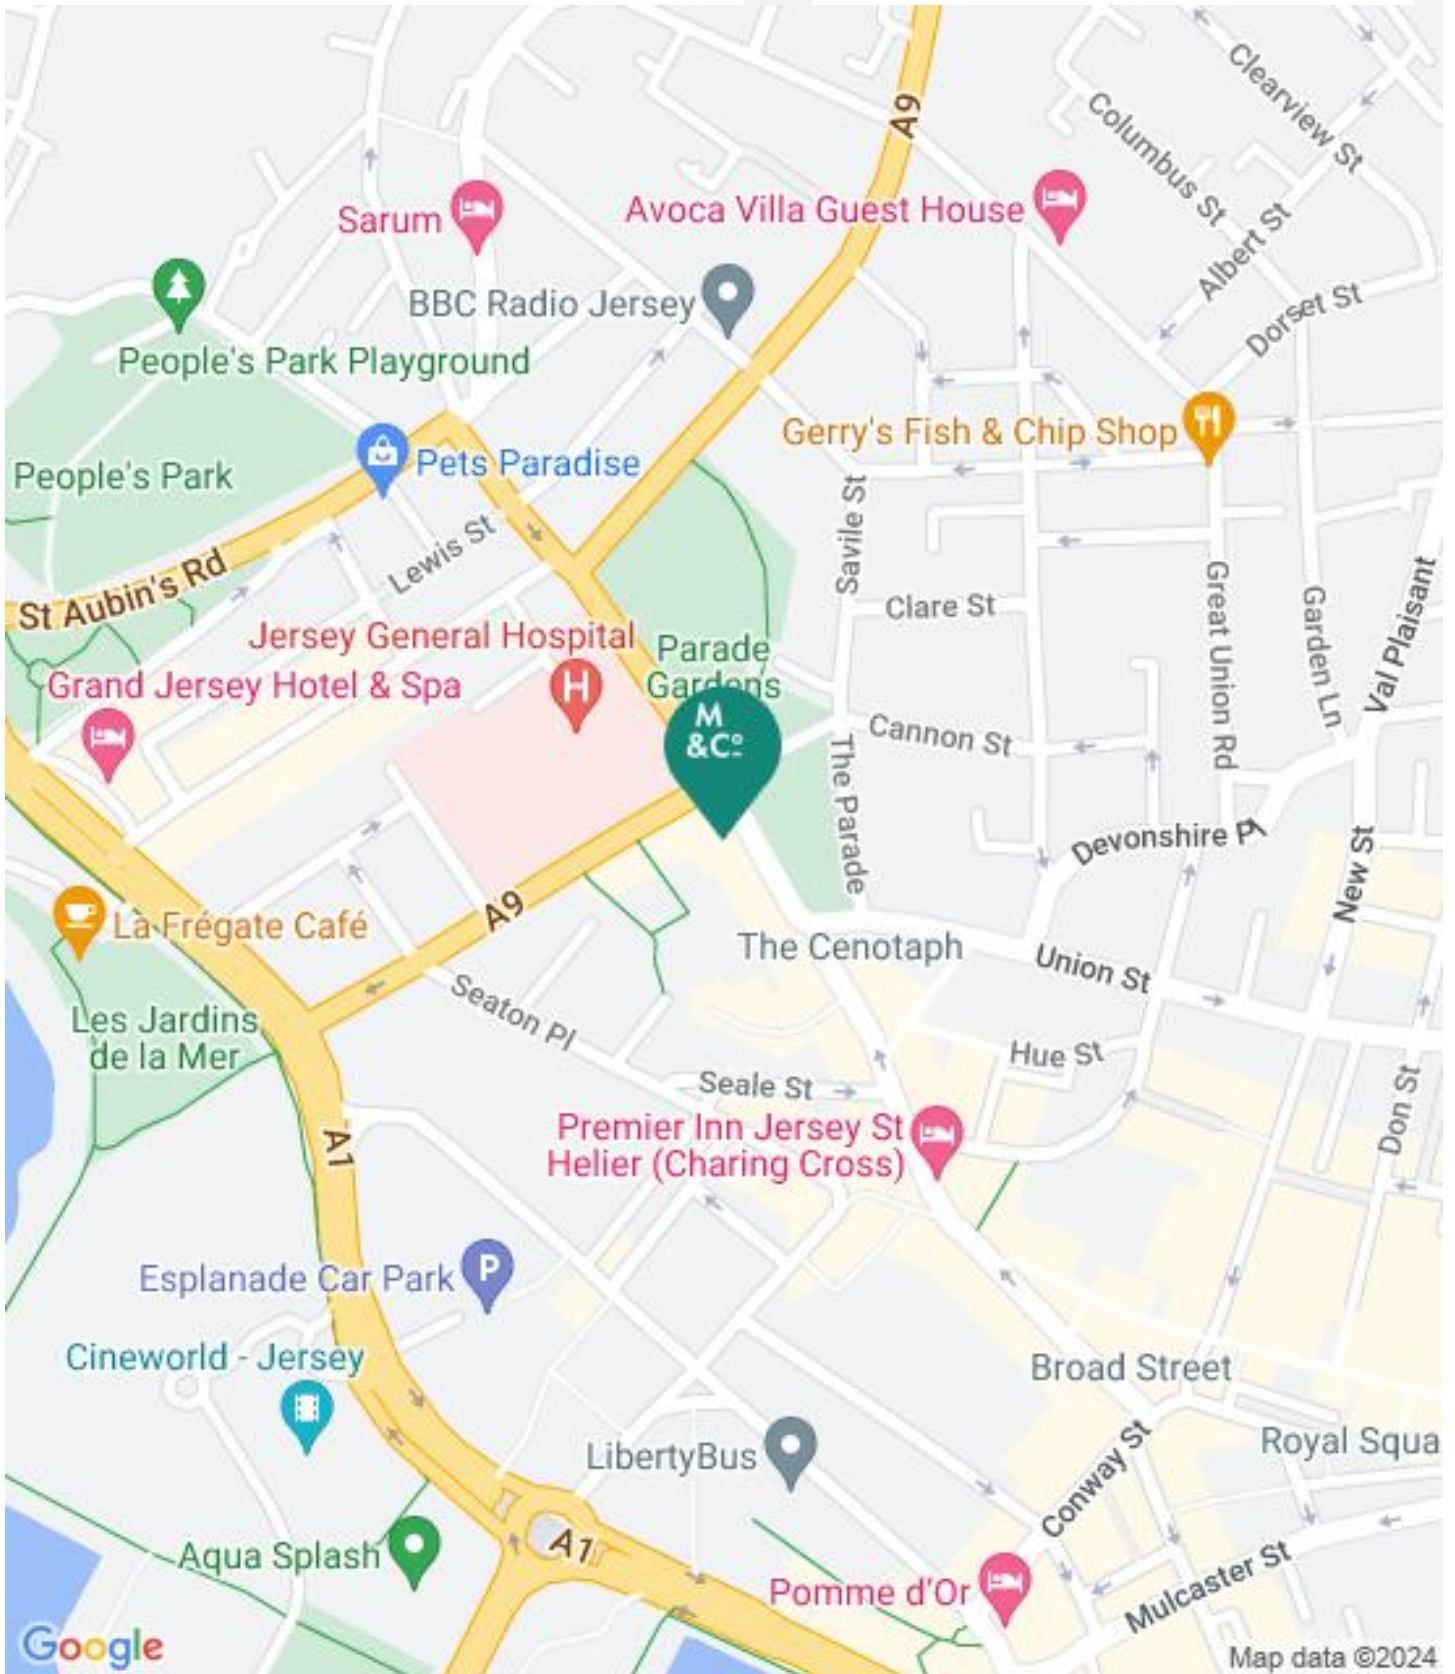 A9
Clearview St
Columbus St
Sarum
Avoca Villa Guest House
Albert St
BBC Radio Jersey
Dorset St
People's Park Playground
Gerry's Fish & Chip Shop
Pets Paradise
People's Park
Saville St
Lewis St
St Aubin's Rd
Clare St
Great Union Rd
Garden Ln
Val Plaisant
Jersey General Hospital
H
Parade
Gardens
Grand Jersey Hotel & Spa
M
&Co
Cannon St
The Parade
Devonshire Pl
New St
A9
La Frégate Café
The Cenotaph
Union St
Seaton Pl
Les Jardins
de la Mer
Hue St
Seale St
Don St
A1
Premier Inn Jersey St
Helier (Charing Cross)
Esplanade Car Park
P
Cineworld - Jersey
Broad Street
Royal Squa
Conway St
LibertyBus
A1
Aqua Splash
Pomme d'Or
Mulcaster St
Google
Map data ©2024